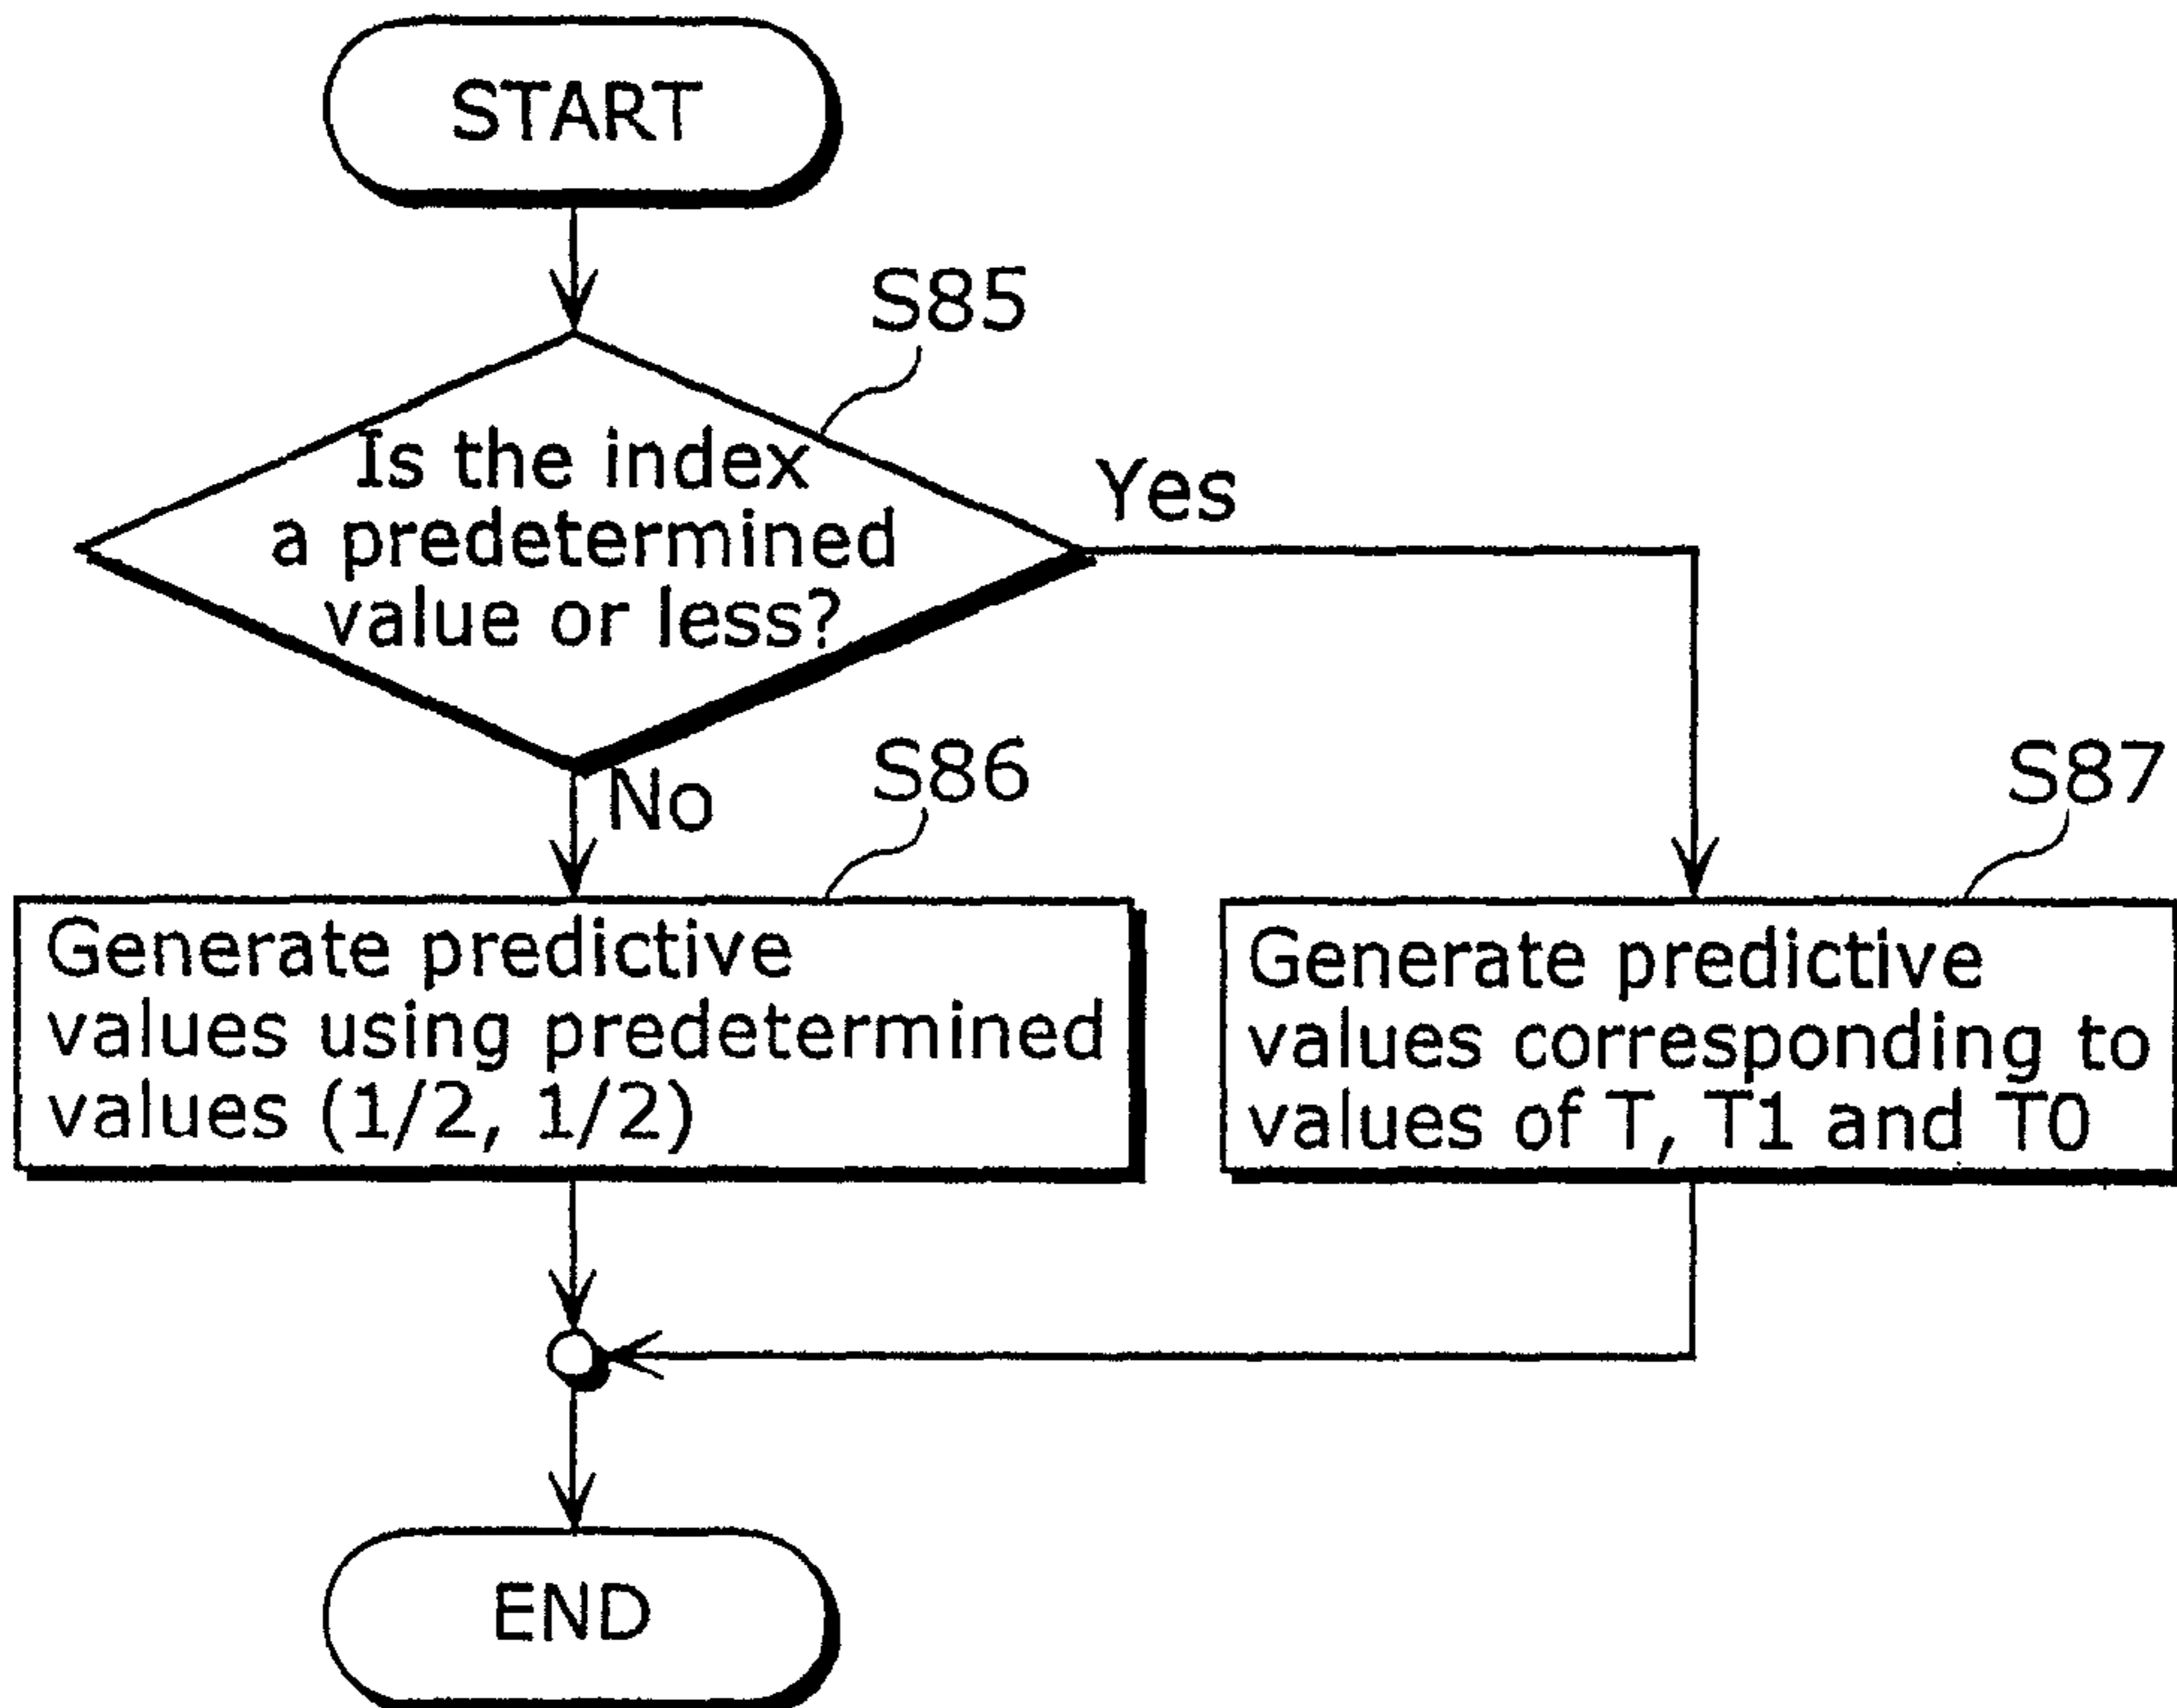 START
S85
Is the index
a predetermined
value or less?
Yes
No
S86
S87
Generate predictive
values using predetermined
values (1/2, 1/2)
Generate predictive
values corresponding to
values of T, T1 and T0
END